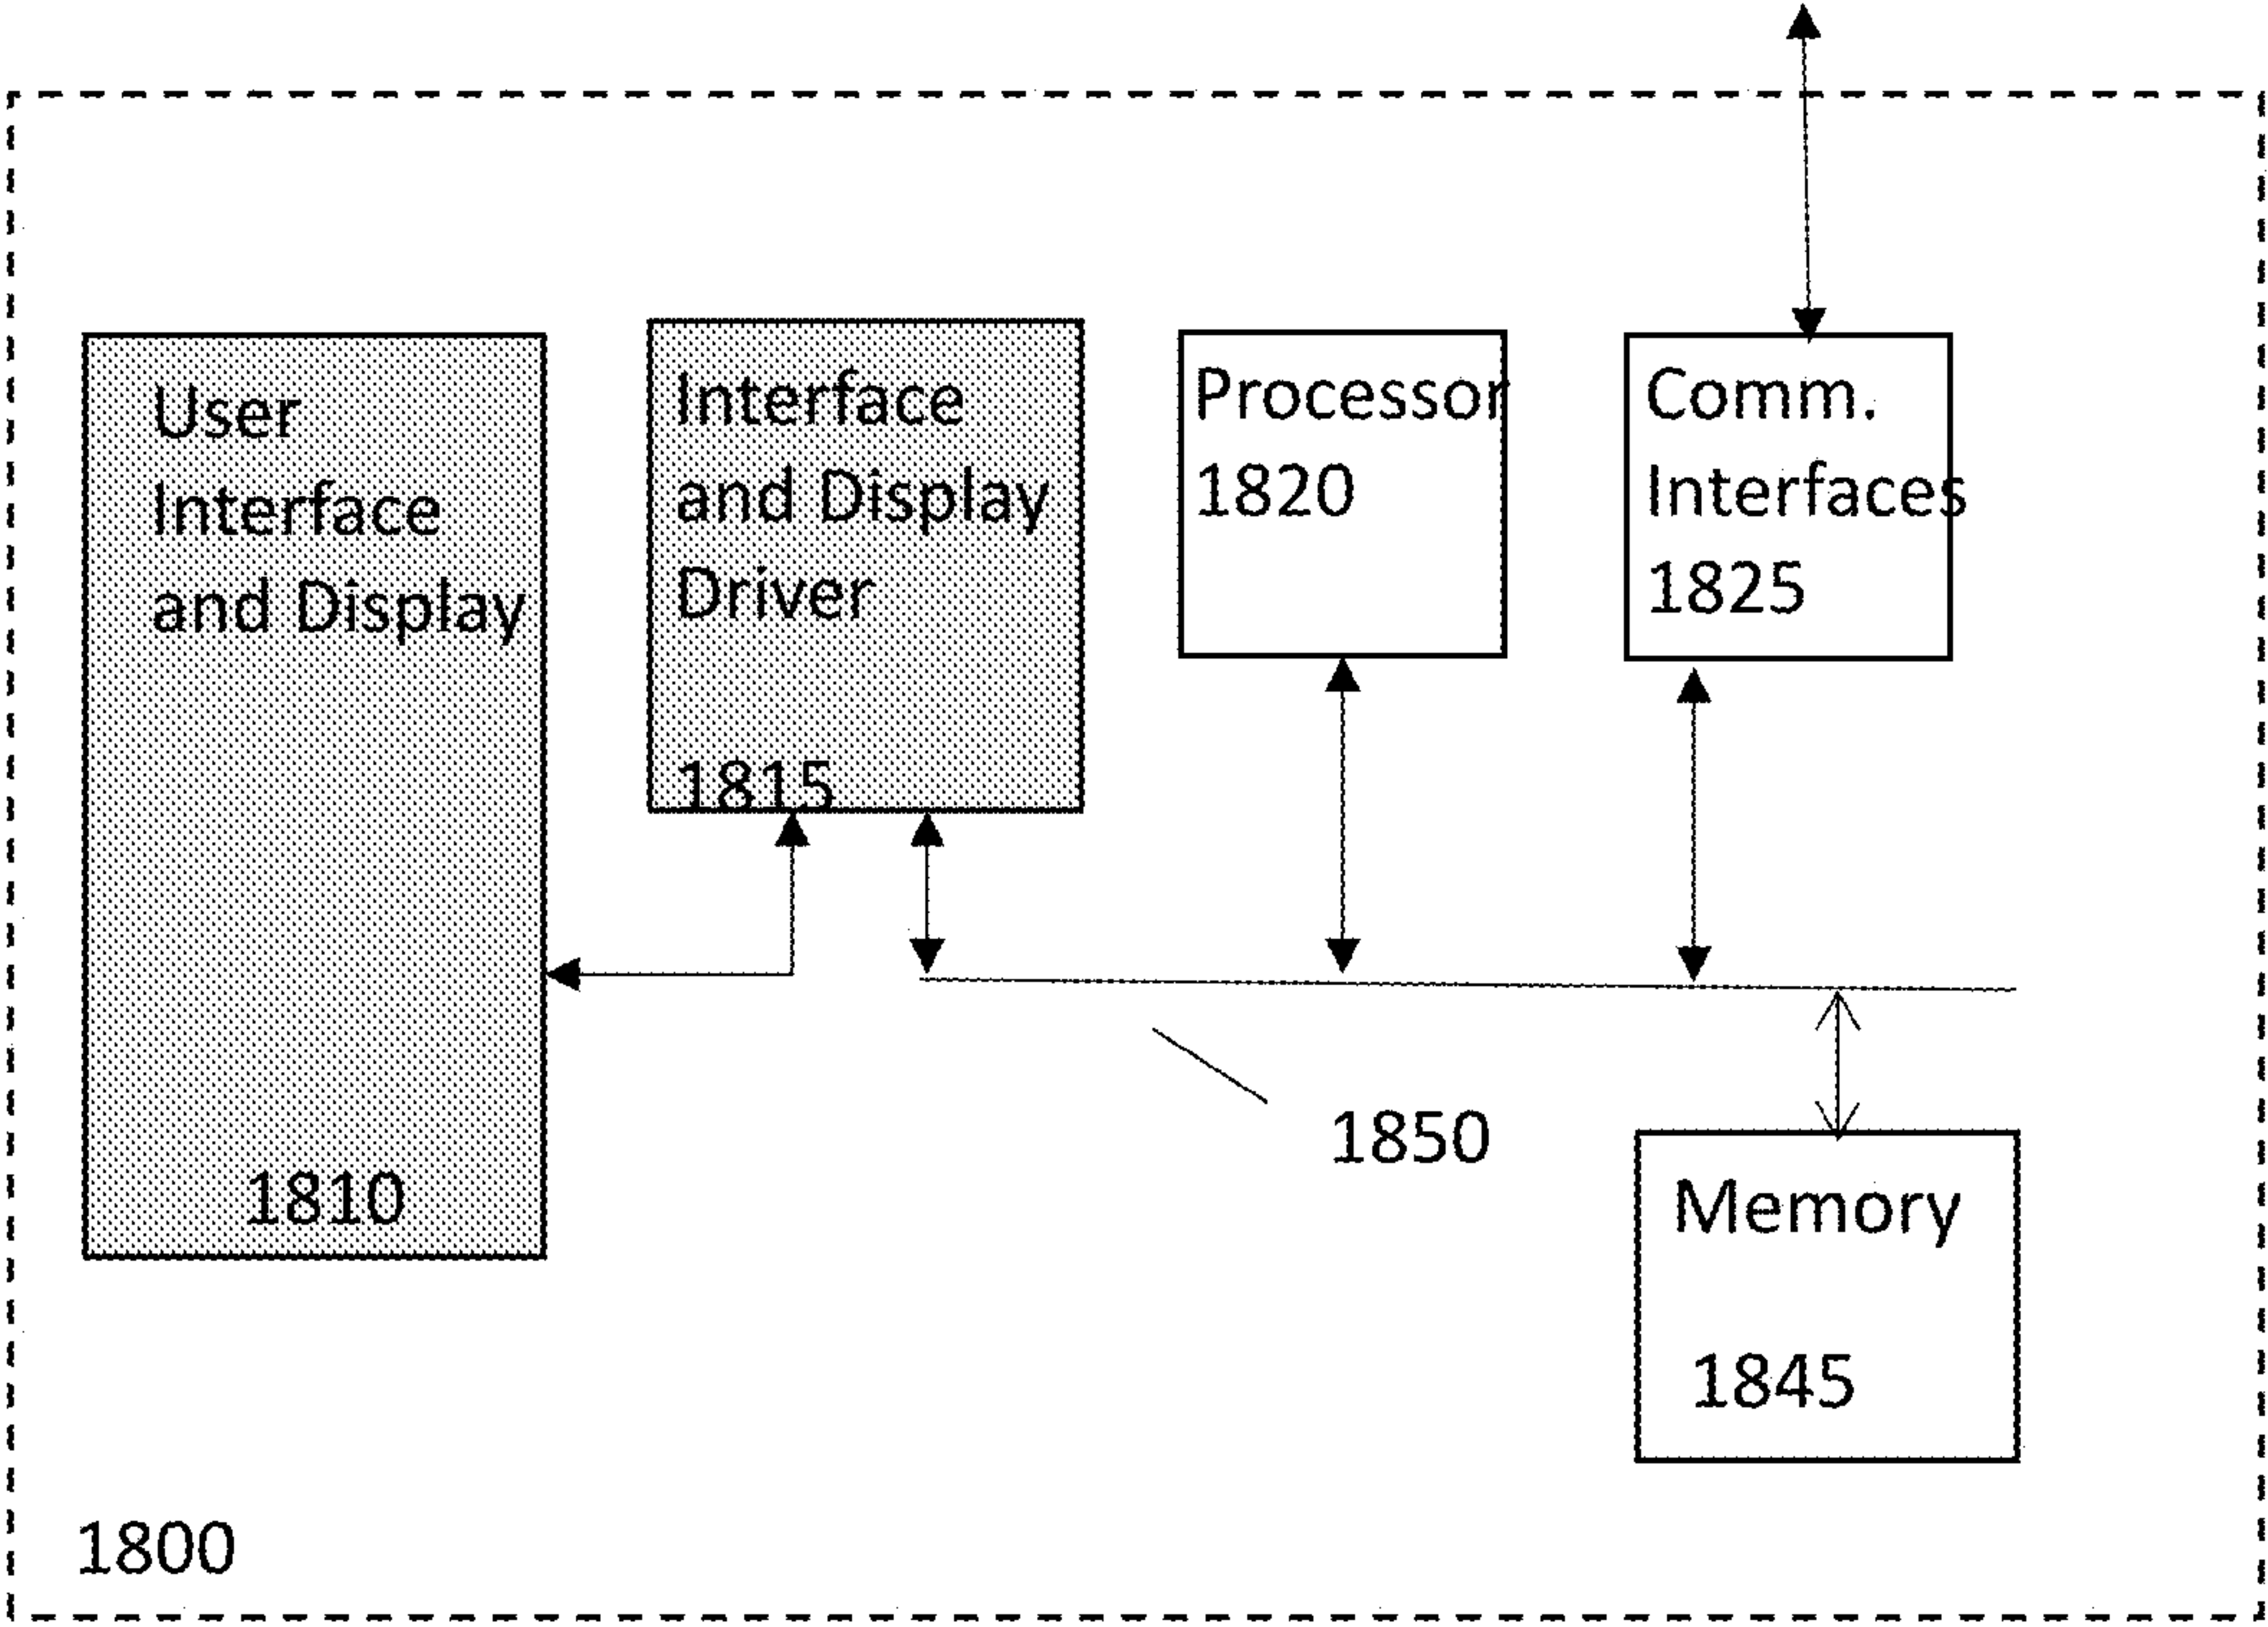 User
Interface
and Display
1810
Interface
and Display
Driver
1815
Processor
1820
Comm.
Interfaces
1825
1850
Memory
1845
1800